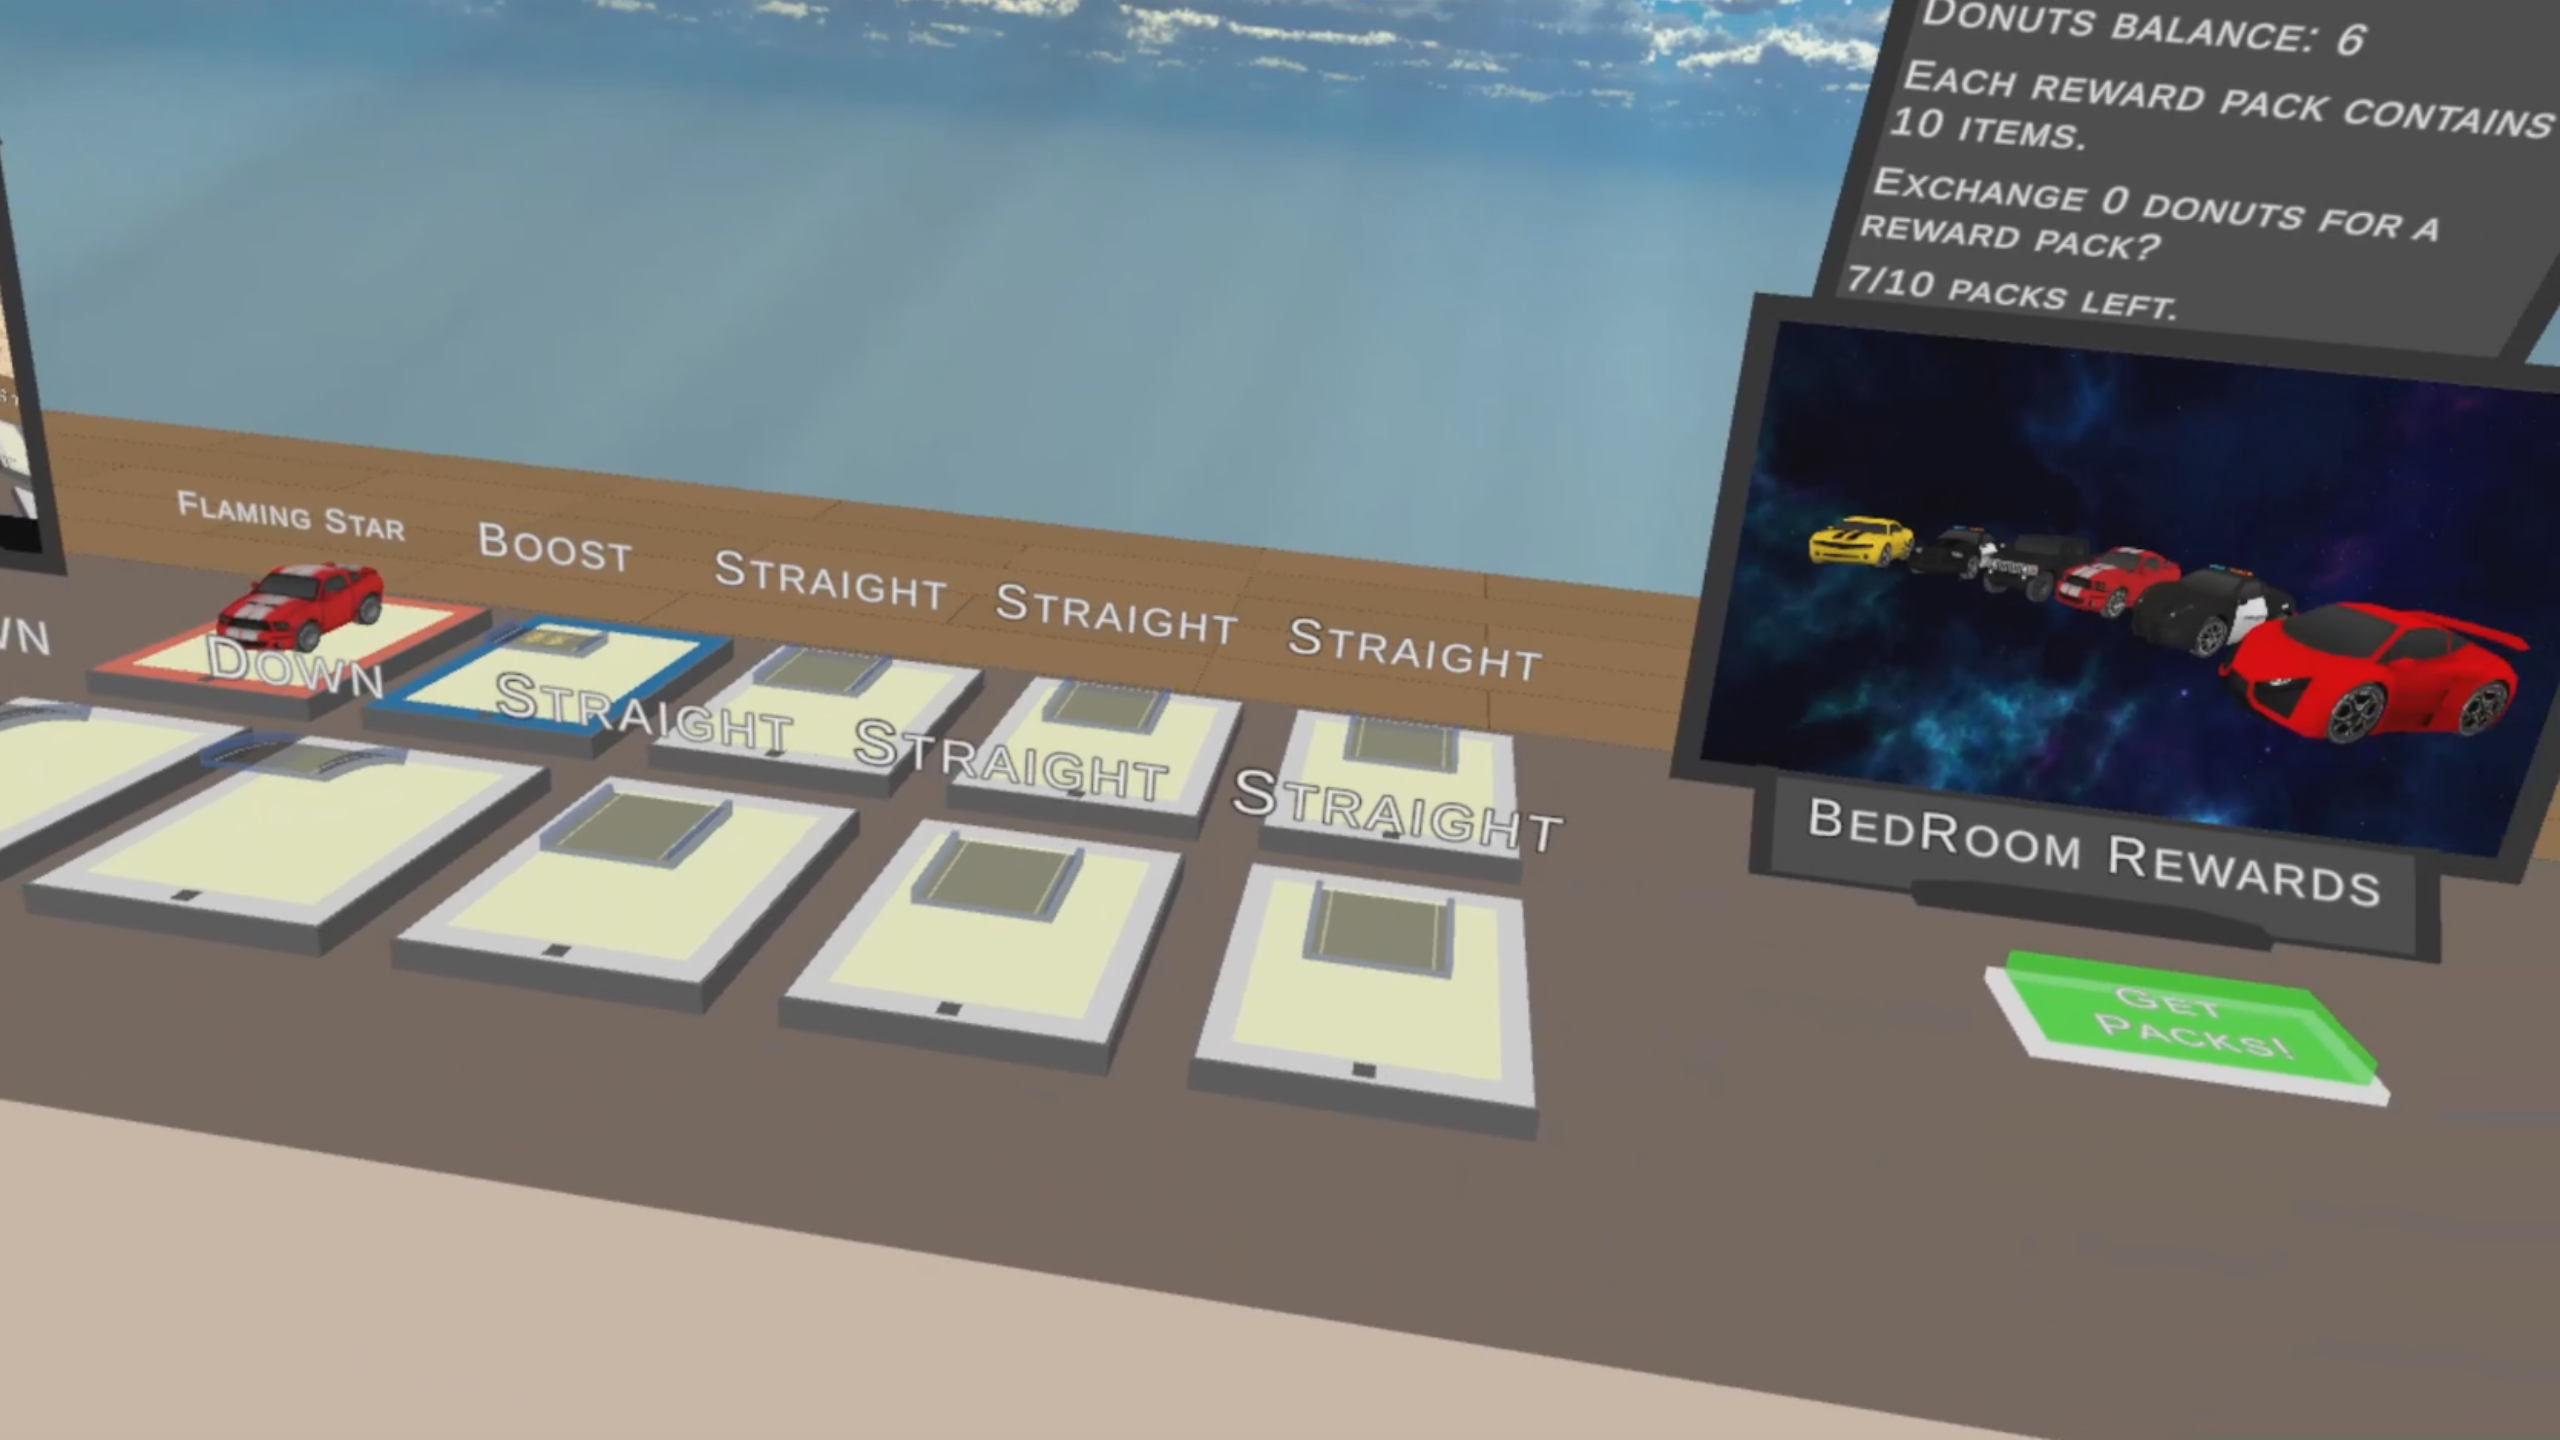 DONUTS BALANCE: 6
EACH REWARD PACK CONTAINS
10 ITEMS.
EXCHANGE 0 DONUTS FOR A
REWARD PACK?
7/10 PACKS LEFT.
FLAMING STAR
BOOST
STRAIGHT
STRAIGHT
STRAIGHT
DOWN
STRAIGHT
STRAIGHT
STRAIGHT
BEDROOM REWARDS
GET
PACKS!